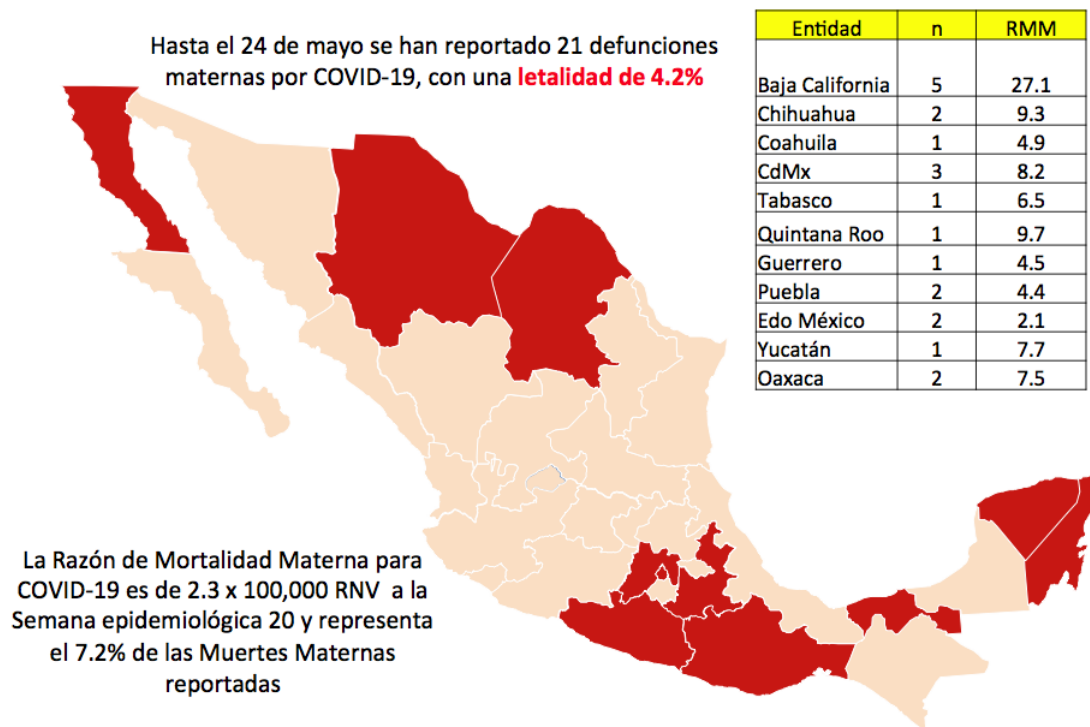 Hasta el 24 de mayo se han reportado 21 defunciones
maternas por COVID-19, con una letalidad de 4.2%
Entidad n RMM
Baja California 5 27.1
Chihuahua 2 9.3
Coahuila 1 4.9
CdMx 3 8.2
Tabasco 1 6.5
Quintana Roo 1 9.7
Guerrero 1 4.5
Puebla 2 4.4
Edo México 2 2.1
Yucatán 1 7.7
Oaxaca 2 7.5
La Razón de Mortalidad Materna para
COVID-19 es de 2.3 x 100,000 RNV a la
Semana epidemiológica 20 y representa
el 7.2% de las Muertes Maternas
reportadas